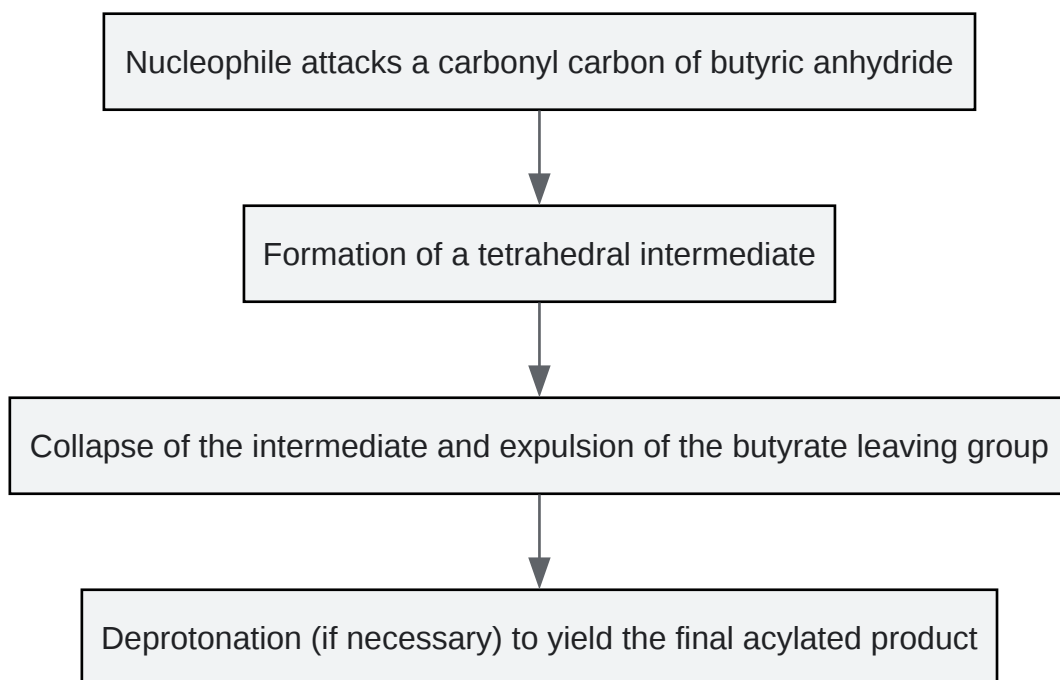 Nucleophile attacks a carbonyl carbon of butyric anhydride
Formation of a tetrahedral intermediate
Collapse of the intermediate and expulsion of the butyrate leaving group
Deprotonation (if necessary) to yield the final acylated product